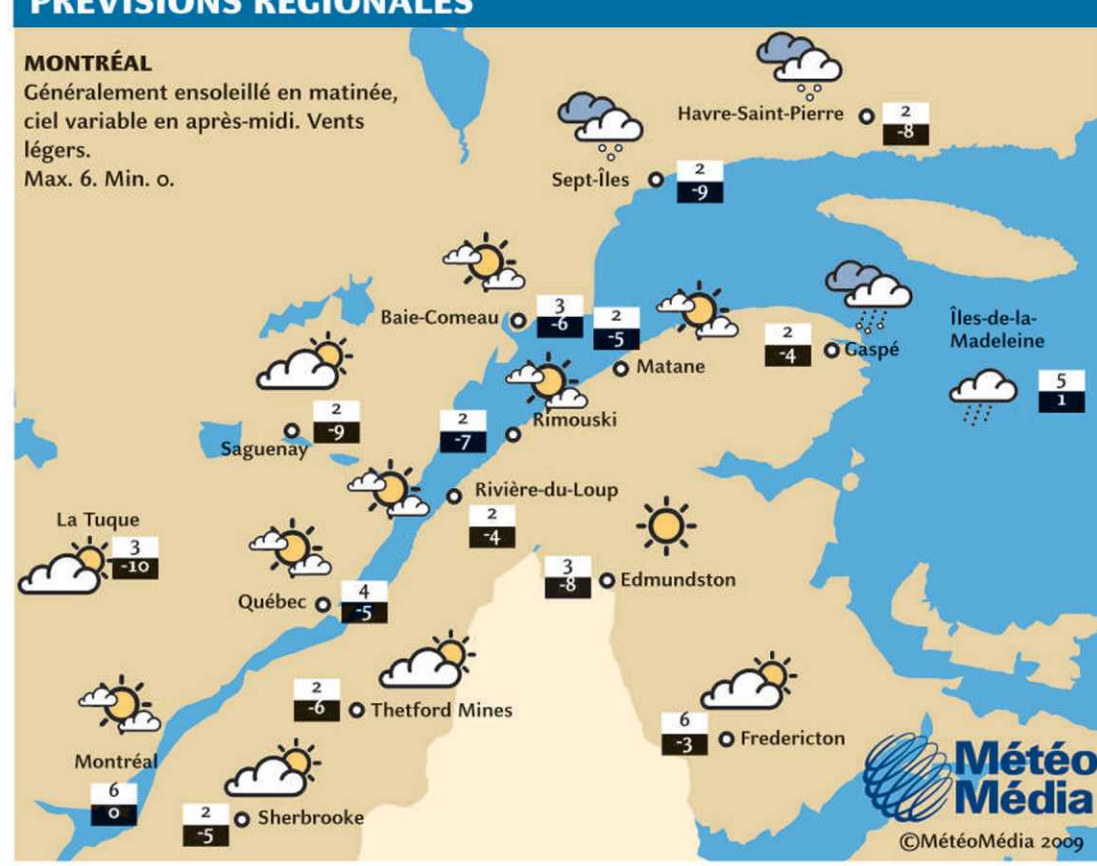 PRÉVISIONS RÉGIONALES
MONTRÉAL
Généralement ensoleillé en matinée,
ciel variable en après-midi. Vents
légers.
Max. 6. Min. 0.
Havre-Saint-Pierre
2
-8
Sept-Îles
2
-9
Baie-Comeau
3
-6
2
-5
Matane
2
-4
Gaspé
Îles-de-la-
Madeleine
5
1
2
-9
Saguenay
2
-7
Rimouski
Rivière-du-Loup
2
-4
La Tuque
3
-10
3
-8
Edmundston
Québec
4
-5
2
-6
Thetford Mines
6
-3
Fredericton
Montréal
6
0
2
-5
Sherbrooke
Météo
Média
©MétéoMédia 2009